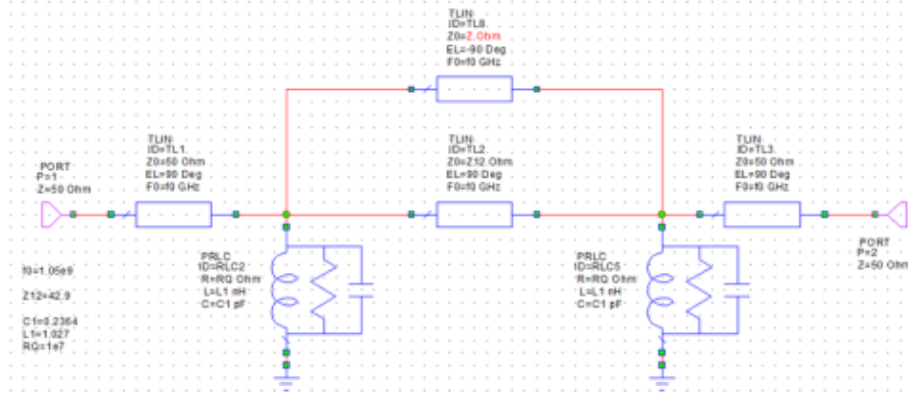 TLIN
ID=TL8
Z0=Z Ohm
EL=-90 Deg
F0=f0 GHz
TLIN
ID=TL1
Z0=50 Ohm
EL=90 Deg
F0=f0 GHz
TLIN
ID=TL2
Z0=Z12 Ohm
EL=90 Deg
F0=f0 GHz
TLIN
ID=TL3
Z0=50 Ohm
EL=90 Deg
F0=f0 GHz
PORT
P=1
Z=50 Ohm
PORT
P=2
Z=50 Ohm
PRLC
ID=RLC2
R=RQ Ohm
L=L1 nH
C=C1 pF
PRLC
ID=RLC5
R=RQ Ohm
L=L1 nH
C=C1 pF
f0=1.05e9
Z12=42.9
C1=0.2364
L1=1.027
RQ=1e7